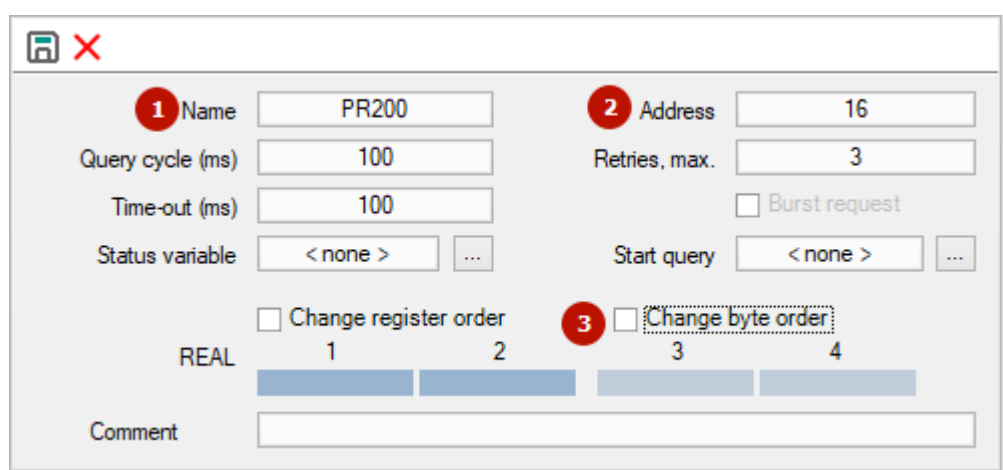 1 Name PR200 2 Address 16
Query cycle (ms) 100 Retries, max. 3
Time-out (ms) 100 Burst request
Status variable < none > ... Start query < none > ...
Change register order 3 Change byte order
REAL 1 2 3 4
Comment